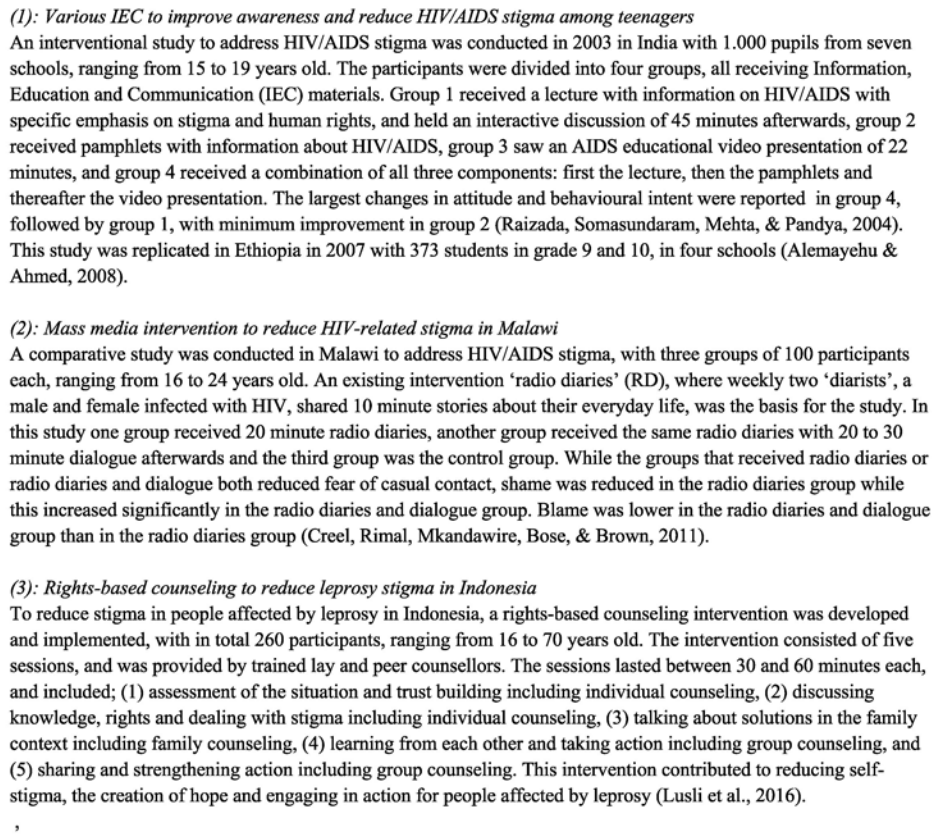 (1): Various IEC to improve awareness and reduce HIV/AIDS stigma among teenagers
An interventional study to address HIV/AIDS stigma was conducted in 2003 in India with 1.000 pupils from seven
schools, ranging from 15 to 19 years old. The participants were divided into four groups, all receiving Information,
Education and Communication (IEC) materials. Group 1 received a lecture with information on HIV/AIDS with
specific emphasis on stigma and human rights, and held an interactive discussion of 45 minutes afterwards, group 2
received pamphlets with information about HIV/AIDS, group 3 saw an AIDS educational video presentation of 22
minutes, and group 4 received a combination of all three components: first the lecture, then the pamphlets and
thereafter the video presentation. The largest changes in attitude and behavioural intent were reported in group 4,
followed by group 1, with minimum improvement in group 2 (Raizada, Somasundaram, Mehta, & Pandya, 2004).
This study was replicated in Ethiopia in 2007 with 373 students in grade 9 and 10, in four schools (Alemayehu &
Ahmed, 2008).
(2): Mass media intervention to reduce HIV-related stigma in Malawi
A comparative study was conducted in Malawi to address HIV/AIDS stigma, with three groups of 100 participants
each, ranging from 16 to 24 years old. An existing intervention ‘radio diaries’ (RD), where weekly two ‘diarists’, a
male and female infected with HIV, shared 10 minute stories about their everyday life, was the basis for the study. In
this study one group received 20 minute radio diaries, another group received the same radio diaries with 20 to 30
minute dialogue afterwards and the third group was the control group. While the groups that received radio diaries or
radio diaries and dialogue both reduced fear of casual contact, shame was reduced in the radio diaries group while
this increased significantly in the radio diaries and dialogue group. Blame was lower in the radio diaries and dialogue
group than in the radio diaries group (Creel, Rimal, Mkandawire, Bose, & Brown, 2011).
(3): Rights-based counseling to reduce leprosy stigma in Indonesia
To reduce stigma in people affected by leprosy in Indonesia, a rights-based counseling intervention was developed
and implemented, with in total 260 participants, ranging from 16 to 70 years old. The intervention consisted of five
sessions, and was provided by trained lay and peer counsellors. The sessions lasted between 30 and 60 minutes each,
and included; (1) assessment of the situation and trust building including individual counseling, (2) discussing
knowledge, rights and dealing with stigma including individual counseling, (3) talking about solutions in the family
context including family counseling, (4) learning from each other and taking action including group counseling, and
(5) sharing and strengthening action including group counseling. This intervention contributed to reducing self-
stigma, the creation of hope and engaging in action for people affected by leprosy (Lusli et al., 2016).
,